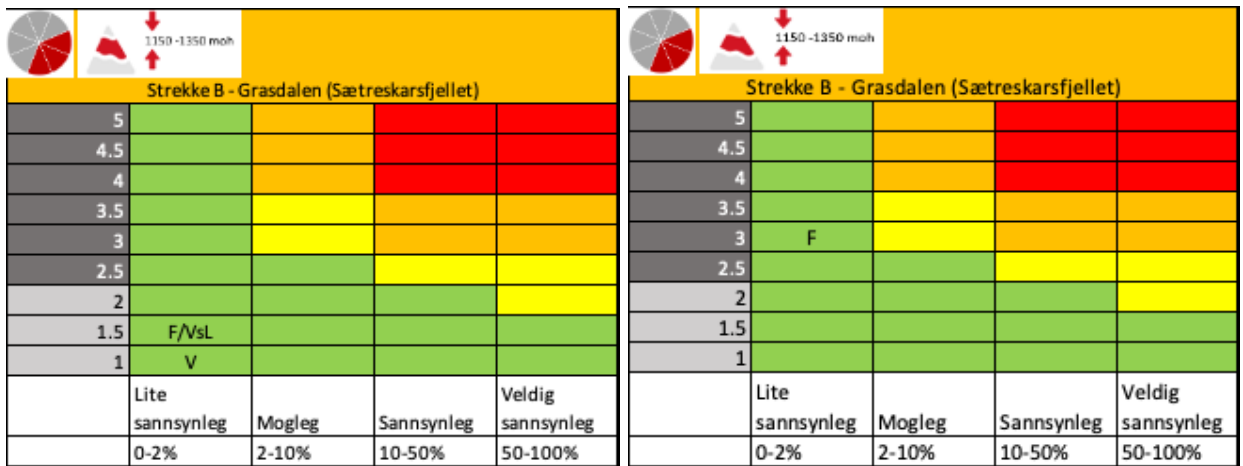 1150 -1350 moh
Strekke B - Grasdalen (Sætreskarsfjellet)
5
4.5
4
3.5
3
2.5
2
1.5 F/VsL
1 V
Lite sannsynleg Mogleg Sannsynleg Veldig sannsynleg
0-2% 2-10% 10-50% 50-100%
1150 -1350 moh
Strekke B - Grasdalen (Sætreskarsfjellet)
5
4.5
4
3.5
3 F
2.5
2
1.5
1
Lite sannsynleg Mogleg Sannsynleg Veldig sannsynleg
0-2% 2-10% 10-50% 50-100%